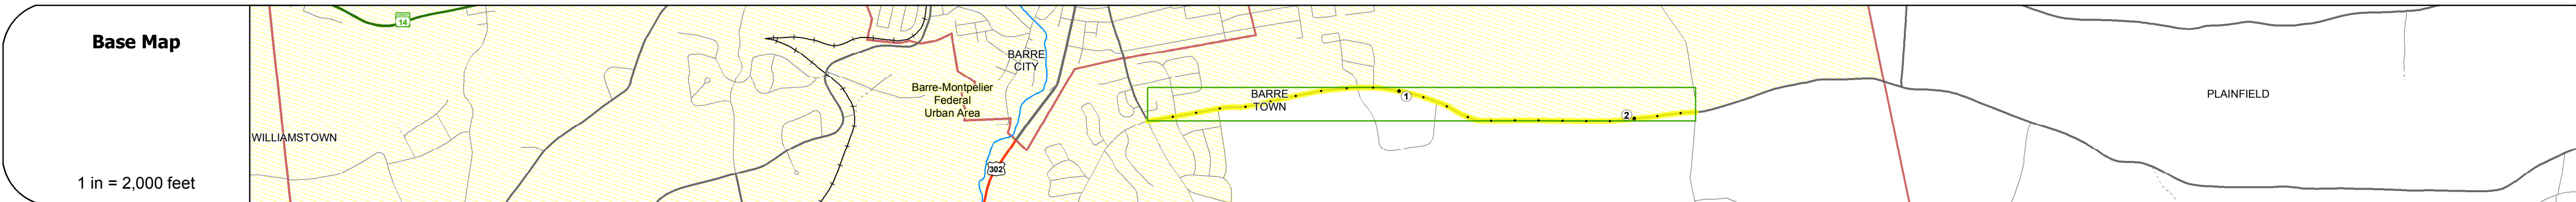 Base Map
1 in = 2,000 feet
14
WILLIAMSTOWN
Barre-Montpelier
Federal
Urban Area
BARRE
CITY
302
BARRE
TOWN
1
2
PLAINFIELD